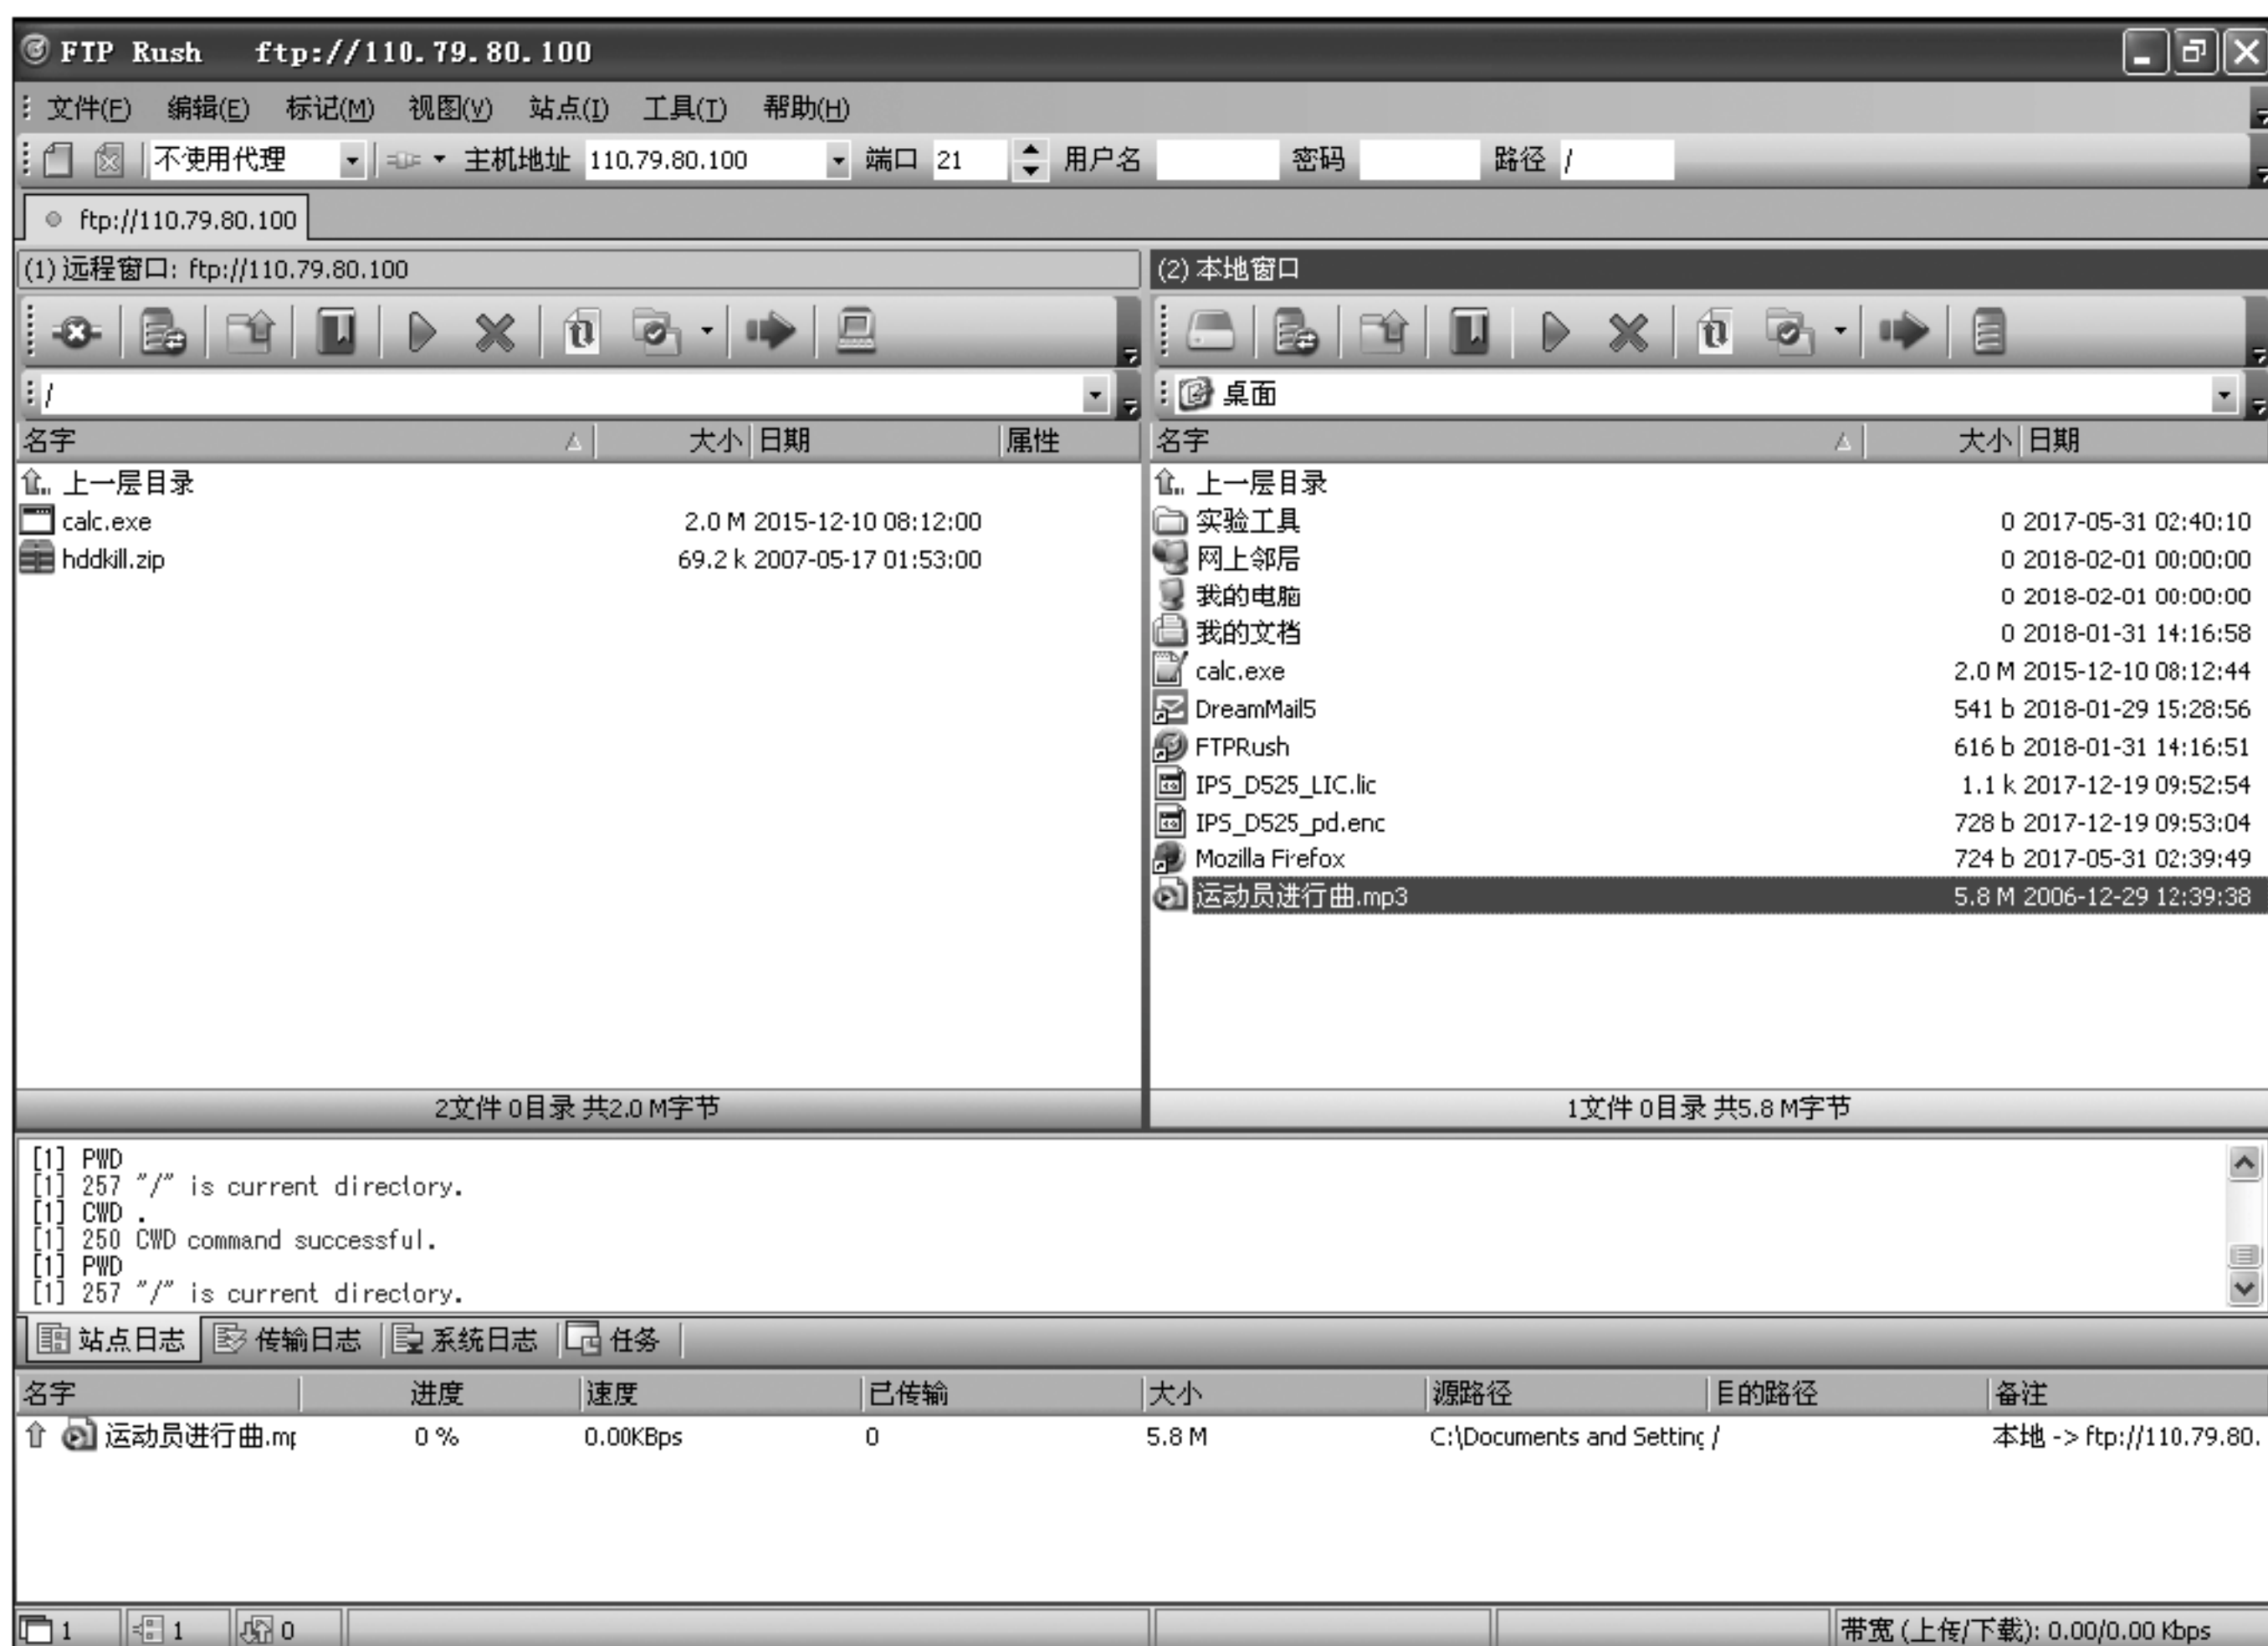 FTP Rush ftp://110.79.80.100
文件(F) 编辑(E) 标记(M) 视图(V) 站点(I) 工具(T) 帮助(H)
不使用代理 主机地址 110.79.80.100 端口 21 用户名 密码 路径 /
ftp://110.79.80.100
(1) 远程窗口: ftp://110.79.80.100
/
名字 大小 日期 属性
上一层目录
calc.exe 2.0 M 2015-12-10 08:12:00
hddkill.zip 69.2 k 2007-05-17 01:53:00
2文件 0目录 共2.0 M字节
(2) 本地窗口
桌面
名字 大小 日期
上一层目录
实验工具 0 2017-05-31 02:40:10
网上邻居 0 2018-02-01 00:00:00
我的电脑 0 2018-02-01 00:00:00
我的文档 0 2018-01-31 14:16:58
calc.exe 2.0 M 2015-12-10 08:12:44
DreamMail5 541 b 2018-01-29 15:28:56
FTPRush 616 b 2018-01-31 14:16:51
IPS_D525_LIC.lic 1.1 k 2017-12-19 09:52:54
IPS_D525_pd.enc 728 b 2017-12-19 09:53:04
Mozilla Firefox 724 b 2017-05-31 02:39:49
运动员进行曲.mp3 5.8 M 2006-12-29 12:39:38
1文件 0目录 共5.8 M字节
[1] PWD
[1] 257 "/" is current directory.
[1] CWD .
[1] 250 CWD command successful.
[1] PWD
[1] 257 "/" is current directory.
站点日志 传输日志 系统日志 任务
名字 进度 速度 已传输 大小 源路径 目的路径 备注
运动员进行曲.mp 0 % 0.00KBps 0 5.8 M C:\Documents and Setting / 本地 -> ftp://110.79.80.
1 1 0 带宽 (上传/下载): 0.00/0.00 Kbps